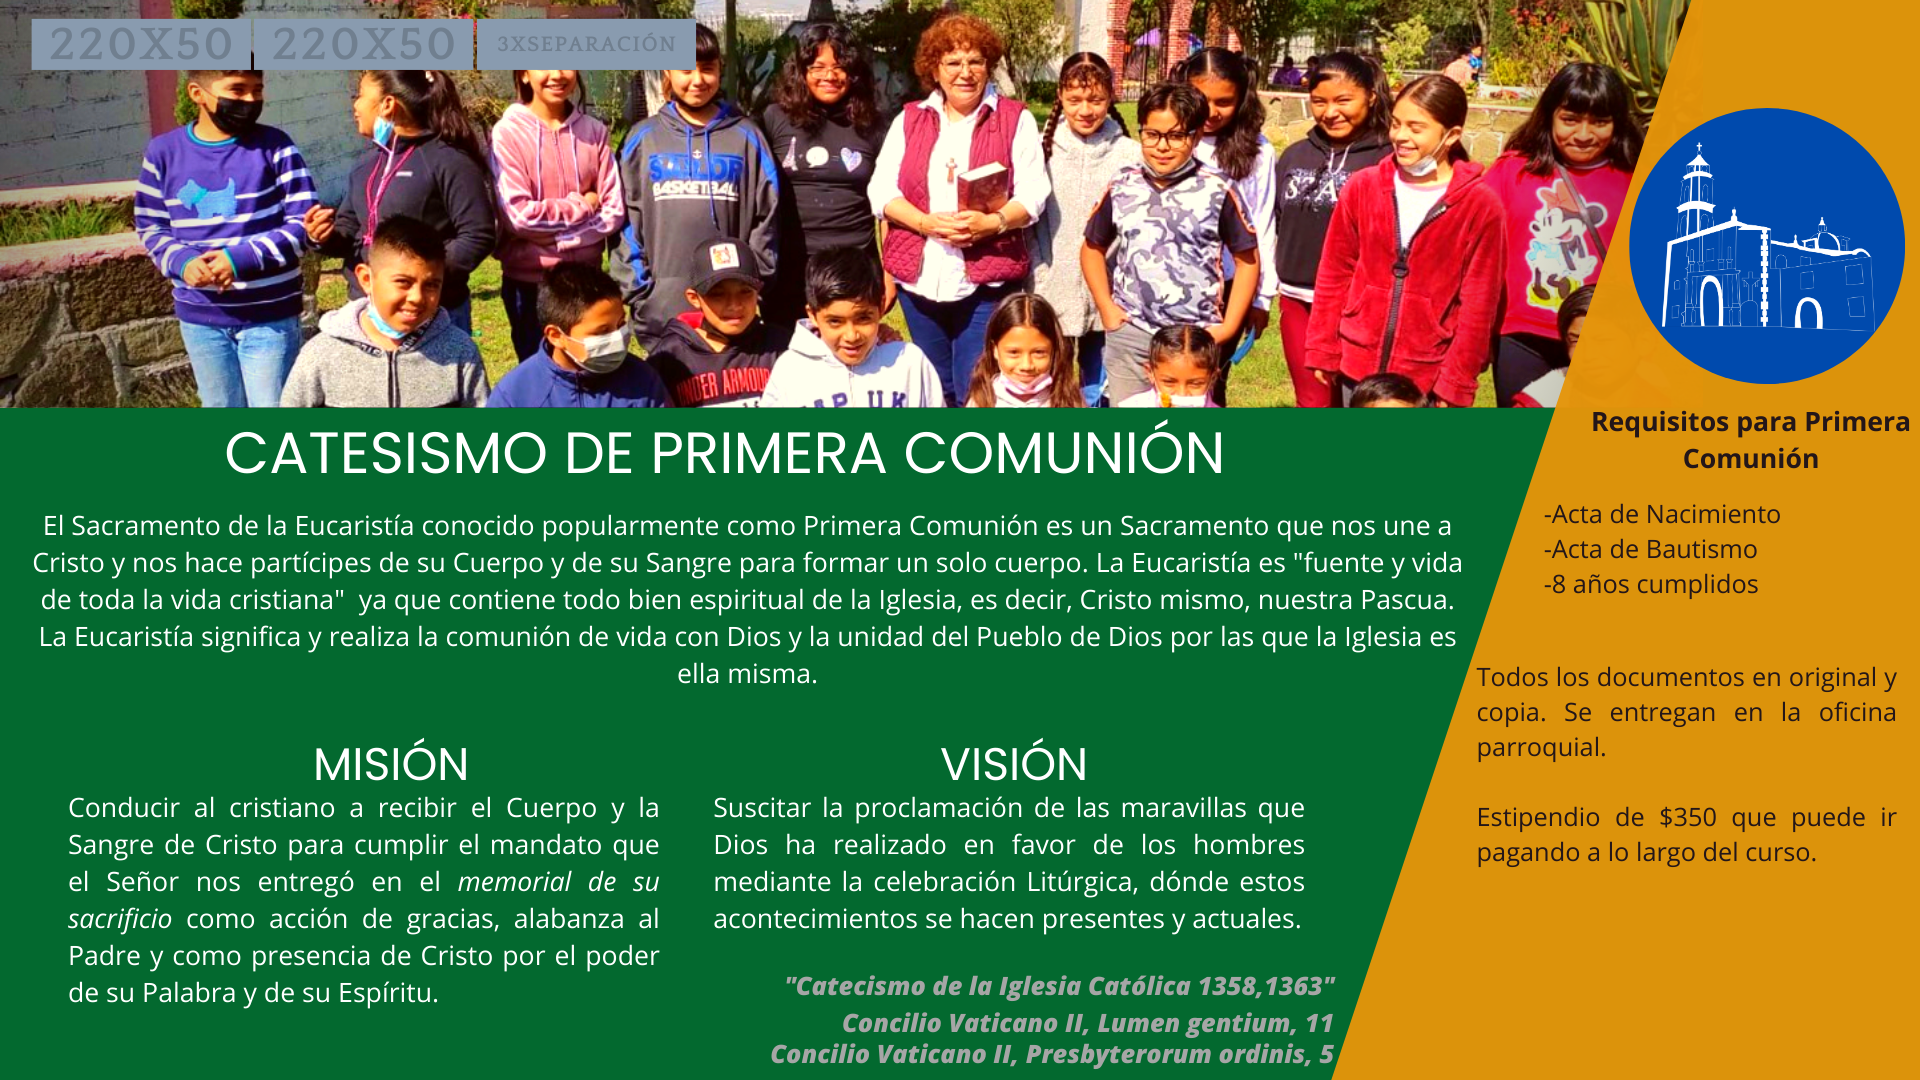 220X50 220X50 3XSEPARACIÓN
SAILOR
BASKETBALL
UNDER ARMOUR
CATESISMO DE PRIMERA COMUNIÓN
El Sacramento de la Eucaristía conocido popularmente como Primera Comunión es un Sacramento que nos une a
Cristo y nos hace partícipes de su Cuerpo y de su Sangre para formar un solo cuerpo. La Eucaristía es "fuente y vida
de toda la vida cristiana"  ya que contiene todo bien espiritual de la Iglesia, es decir, Cristo mismo, nuestra Pascua.
La Eucaristía significa y realiza la comunión de vida con Dios y la unidad del Pueblo de Dios por las que la Iglesia es
ella misma.
MISIÓN
Conducir al cristiano a recibir el Cuerpo y la
Sangre de Cristo para cumplir el mandato que
el Señor nos entregó en el memorial de su
sacrificio como acción de gracias, alabanza al
Padre y como presencia de Cristo por el poder
de su Palabra y de su Espíritu.
VISIÓN
Suscitar la proclamación de las maravillas que
Dios ha realizado en favor de los hombres
mediante la celebración Litúrgica, dónde estos
acontecimientos se hacen presentes y actuales.
"Catecismo de la Iglesia Católica 1358,1363"
Concilio Vaticano II, Lumen gentium, 11
Concilio Vaticano II, Presbyterorum ordinis, 5
Requisitos para Primera
Comunión
-Acta de Nacimiento
-Acta de Bautismo
-8 años cumplidos
Todos los documentos en original y
copia. Se entregan en la oficina
parroquial.
Estipendio de $350 que puede ir
pagando a lo largo del curso.